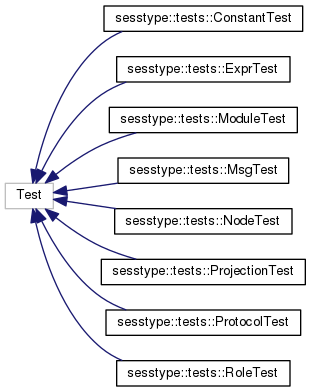 sesstype::tests::ConstantTest
sesstype::tests::ExprTest
sesstype::tests::ModuleTest
sesstype::tests::MsgTest
Test
sesstype::tests::NodeTest
sesstype::tests::ProjectionTest
sesstype::tests::ProtocolTest
sesstype::tests::RoleTest